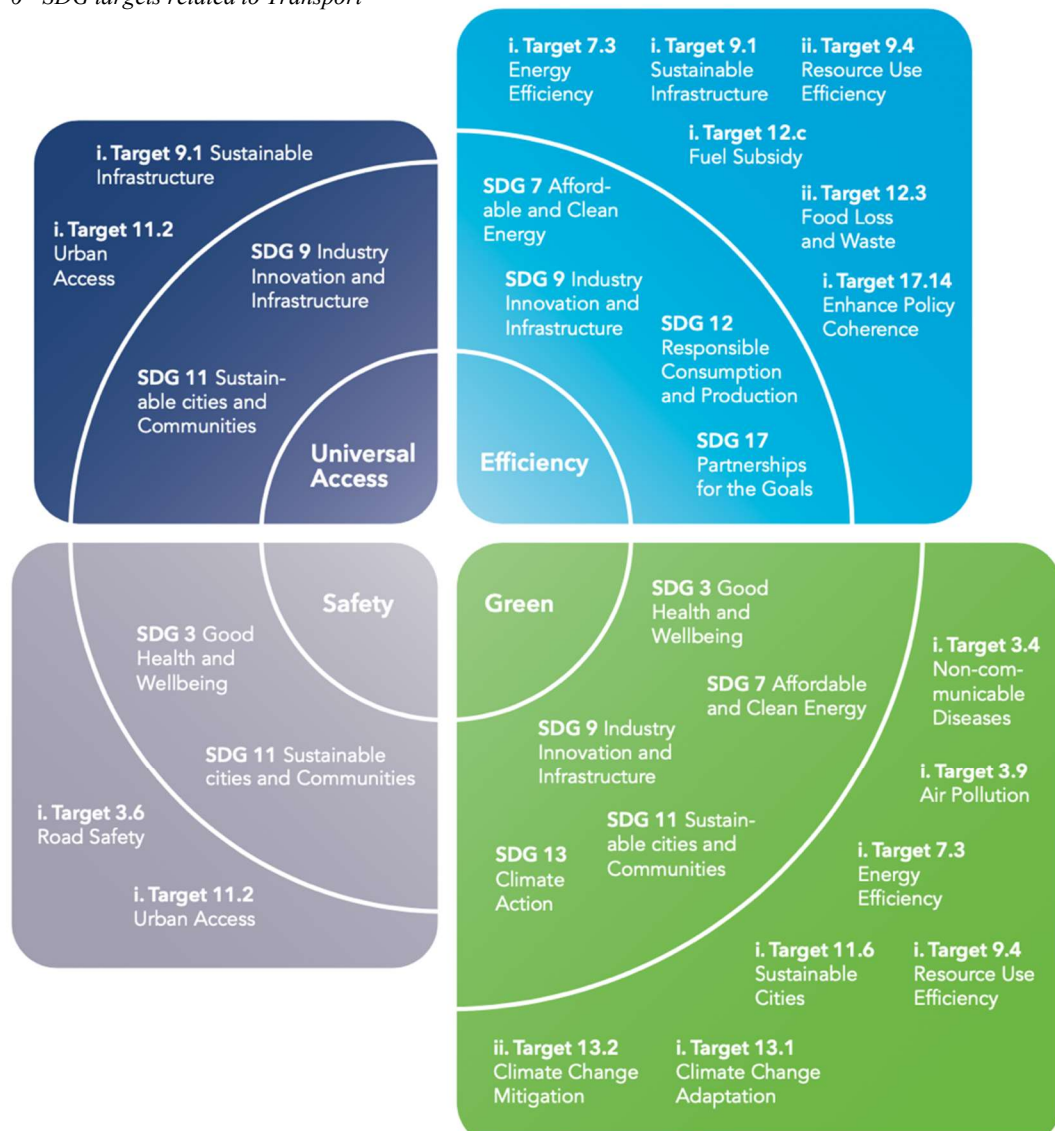 SDG targets related to Transport
i. Target 9.1 Sustainable
Infrastructure
i. Target 11.2
Urban
Access
SDG 9 Industry
Innovation and
Infrastructure
SDG 11 Sustain-
able cities and
Communities
Universal
Access
i. Target 7.3
Energy
Efficiency
i. Target 9.1
Sustainable
Infrastructure
ii. Target 9.4
Resource Use
Efficiency
i. Target 12.c
Fuel Subsidy
ii. Target 12.3
Food Loss
and Waste
i. Target 17.14
Enhance Policy
Coherence
SDG 7 Afford-
able and Clean
Energy
SDG 9 Industry
Innovation and
Infrastructure
SDG 12
Responsible
Consumption
and Production
SDG 17
Partnerships
for the Goals
Efficiency
Safety
SDG 3 Good
Health and
Wellbeing
SDG 11 Sustainable
cities and Communities
i. Target 3.6
Road Safety
i. Target 11.2
Urban Access
Green
SDG 3 Good
Health and
Wellbeing
SDG 7 Affordable
and Clean Energy
SDG 9 Industry
Innovation and
Infrastructure
SDG 11 Sustain-
able cities and
Communities
SDG 13
Climate
Action
i. Target 3.4
Non-com-
municable
Diseases
i. Target 3.9
Air Pollution
i. Target 7.3
Energy
Efficiency
i. Target 11.6
Sustainable
Cities
i. Target 9.4
Resource Use
Efficiency
ii. Target 13.2
Climate Change
Mitigation
i. Target 13.1
Climate Change
Adaptation